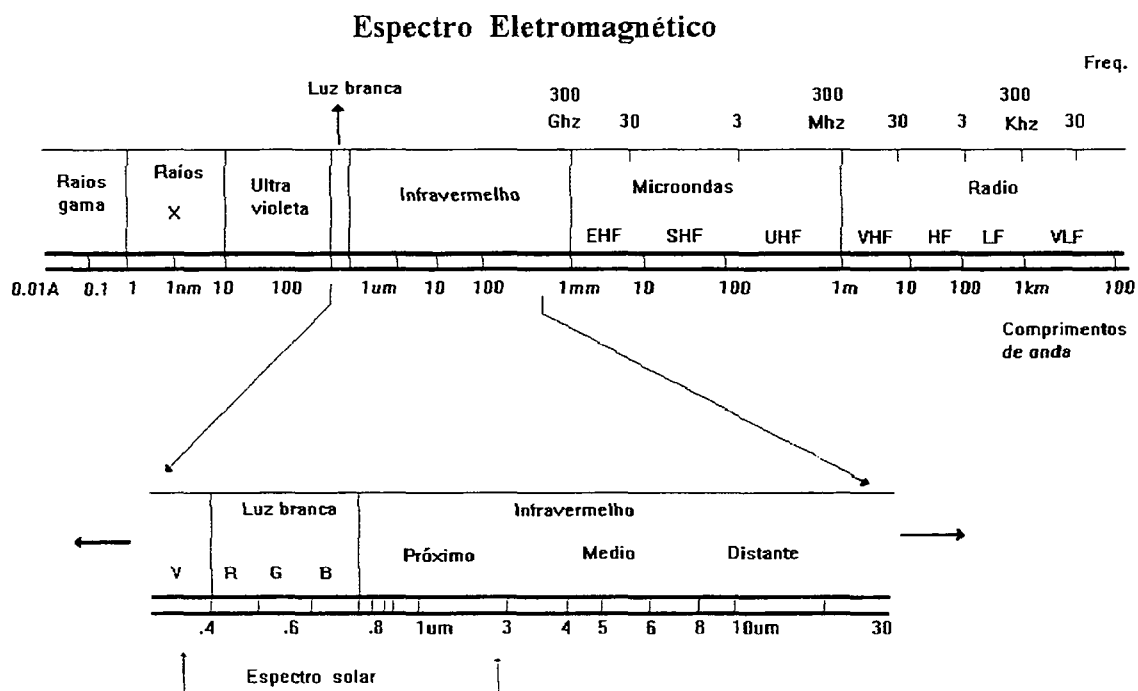 Espectro Eletromagnético
Freq.
Luz branca
300 300 300
Ghz 30 3 Mhz 30 3 Khz 30
Raios gama
Raíos X
Ultra violeta
Infravermelho
Microondas
Radio
EHF SHF UHF VHF HF LF VLF
0.01A 0.1 1 1nm 10 100 1um 10 100 1mm 10 100 1m 10 100 1km 100
Comprimentos
de onda
Luz branca Infravermelho
Próximo Medio Distante
V R G B
.4 .6 .8 1um 3 4 5 6 8 10um 30
Espectro solar